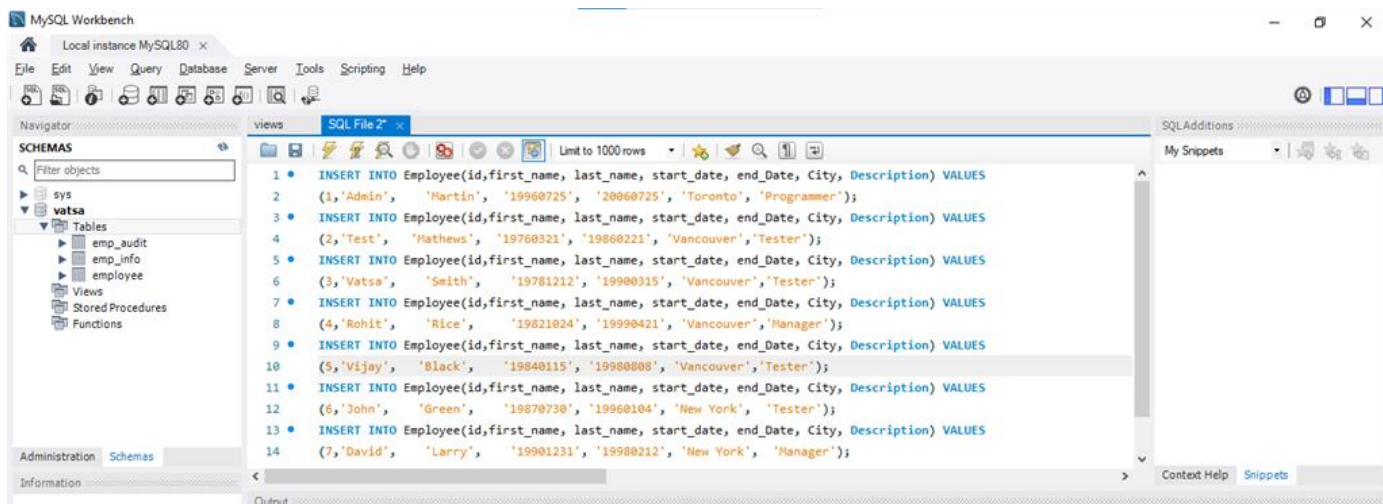 MySQL Workbench
Local instance MySQL80
File Edit View Query Database Server Tools Scripting Help
Navigator
SCHEMAS
Filter objects
sys
vatsa
Tables
emp_audit
emp_info
employee
Views
Stored Procedures
Functions
Administration Schemas
Information
views SQL File 2*
Limit to 1000 rows
1 INSERT INTO Employee(id,first_name, last_name, start_date, end_Date, City, Description) VALUES
2 (1,'Admin', 'Martin', '19960725', '20060725', 'Toronto', 'Programmer');
3 INSERT INTO Employee(id,first_name, last_name, start_date, end_Date, City, Description) VALUES
4 (2,'Test', 'Mathews', '19760321', '19860221', 'Vancouver','Tester');
5 INSERT INTO Employee(id,first_name, last_name, start_date, end_Date, City, Description) VALUES
6 (3,'Vatsa', 'Smith', '19781212', '19900315', 'Vancouver','Tester');
7 INSERT INTO Employee(id,first_name, last_name, start_date, end_Date, City, Description) VALUES
8 (4,'Rohit', 'Rice', '19821024', '19990421', 'Vancouver','Manager');
9 INSERT INTO Employee(id,first_name, last_name, start_date, end_Date, City, Description) VALUES
10 (5,'Vijay', 'Black', '19840115', '19980808', 'Vancouver','Tester');
11 INSERT INTO Employee(id,first_name, last_name, start_date, end_Date, City, Description) VALUES
12 (6,'John', 'Green', '19870730', '19960104', 'New York', 'Tester');
13 INSERT INTO Employee(id,first_name, last_name, start_date, end_Date, City, Description) VALUES
14 (7,'David', 'Larry', '19901231', '19980212', 'New York', 'Manager');
Output
SQLAdditions
My Snippets
Context Help Snippets